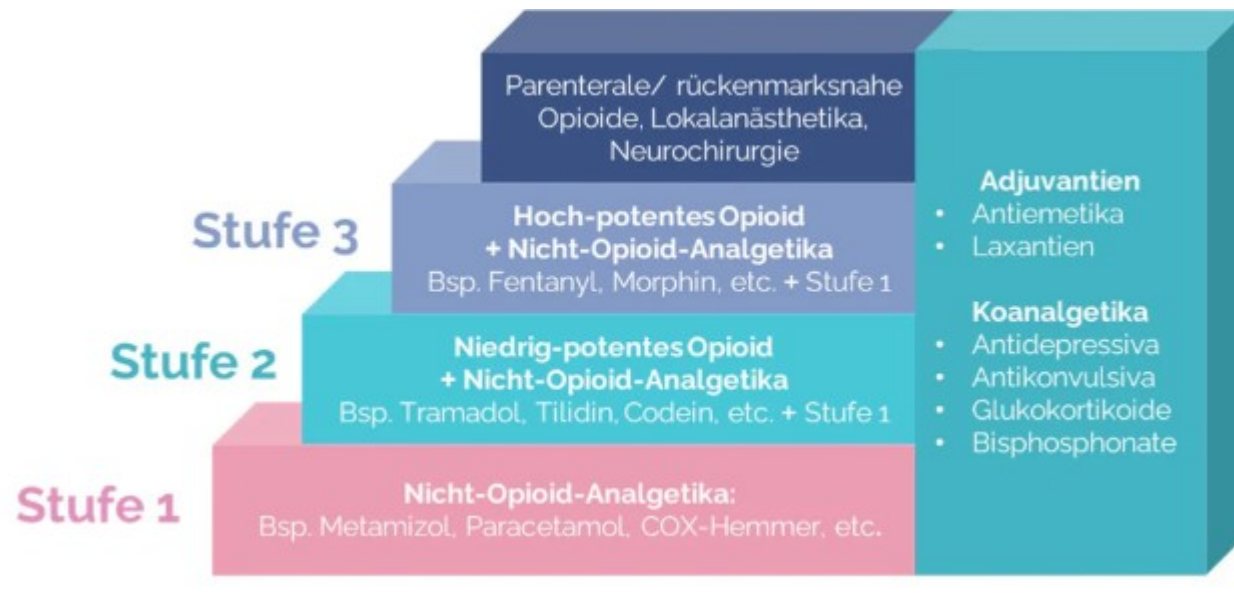 Parenterale/ rückenmarksnahe
Opioide, Lokalanästhetika,
Neurochirurgie
Stufe 3
Hoch-potentes Opioid
+ Nicht-Opioid-Analgetika
Bsp. Fentanyl, Morphin, etc. + Stufe 1
Stufe 2
Niedrig-potentes Opioid
+ Nicht-Opioid-Analgetika
Bsp. Tramadol, Tilidin, Codein, etc. + Stufe 1
Stufe 1
Nicht-Opioid-Analgetika:
Bsp. Metamizol, Paracetamol, COX-Hemmer, etc.
Adjuvantien
• Antiemetika
• Laxantien
Koanalgetika
• Antidepressiva
• Antikonvulsiva
• Glukokortikoide
• Bisphosphonate